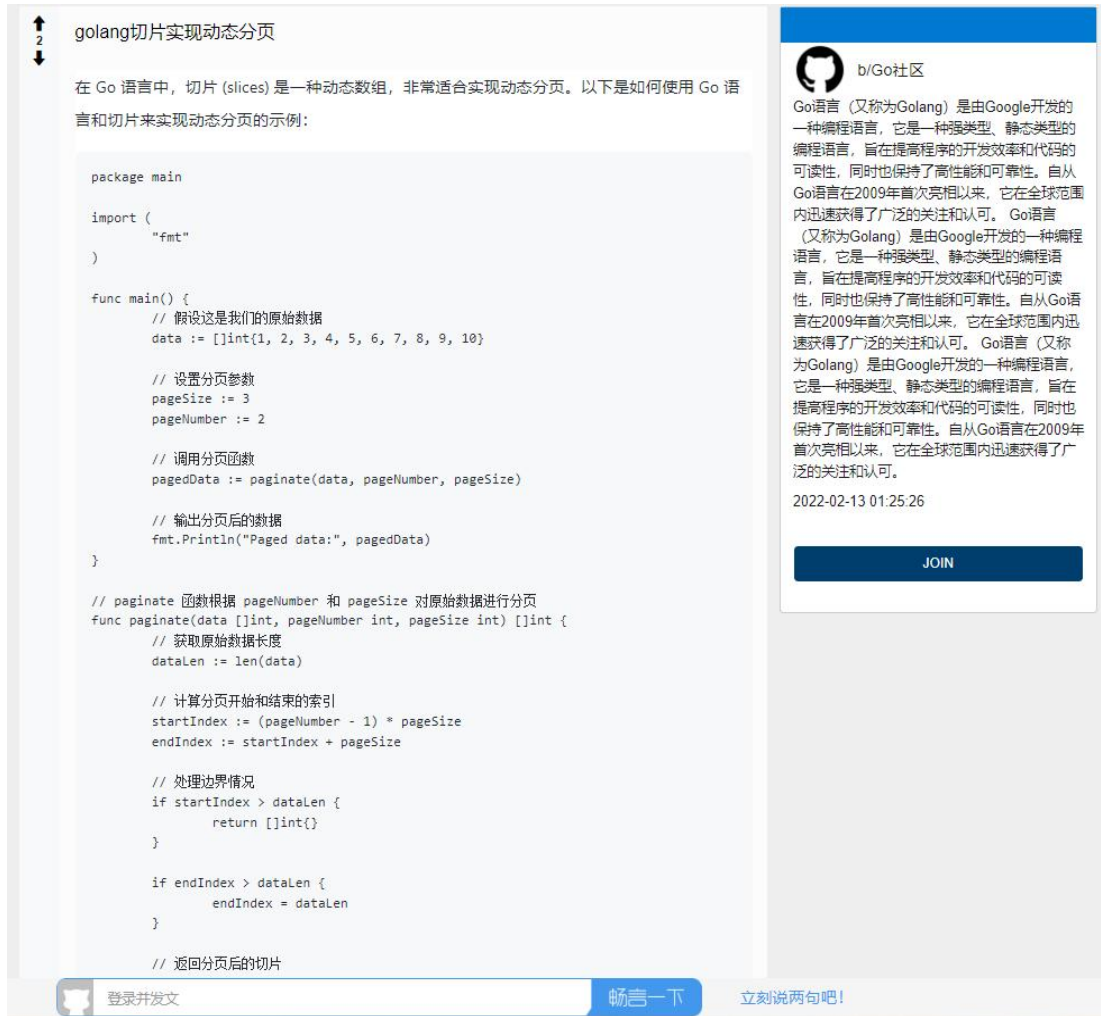 2
golang切片实现动态分页
在 Go 语言中，切片 (slices) 是一种动态数组，非常适合实现动态分页。以下是如何使用 Go 语
言和切片来实现动态分页的示例：
package main
import (
"fmt"
)
func main() {
// 假设这是我们的原始数据
data := []int{1, 2, 3, 4, 5, 6, 7, 8, 9, 10}
// 设置分页参数
pageSize := 3
pageNumber := 2
// 调用分页函数
pagedData := paginate(data, pageNumber, pageSize)
// 输出分页后的数据
fmt.Println("Paged data:", pagedData)
}
// paginate 函数根据 pageNumber 和 pageSize 对原始数据进行分页
func paginate(data []int, pageNumber int, pageSize int) []int {
// 获取原始数据长度
dataLen := len(data)
// 计算分页开始和结束的索引
startIndex := (pageNumber - 1) * pageSize
endIndex := startIndex + pageSize
// 处理边界情况
if startIndex > dataLen {
return []int{}
}
if endIndex > dataLen {
endIndex = dataLen
}
// 返回分页后的切片
b/Go社区
Go语言（又称为Golang）是由Google开发的
一种编程语言，它是一种强类型、静态类型的
编程语言，旨在提高程序的开发效率和代码的
可读性，同时也保持了高性能和可靠性。自从
Go语言在2009年首次亮相以来，它在全球范围
内迅速获得了广泛的关注和认可。 Go语言
（又称为Golang）是由Google开发的一种编程
语言，它是一种强类型、静态类型的编程语
言，旨在提高程序的开发效率和代码的可读
性，同时也保持了高性能和可靠性。自从Go语
言在2009年首次亮相以来，它在全球范围内迅
速获得了广泛的关注和认可。 Go语言（又称
为Golang）是由Google开发的一种编程语言，
它是一种强类型、静态类型的编程语言，旨在
提高程序的开发效率和代码的可读性，同时也
保持了高性能和可靠性。自从Go语言在2009年
首次亮相以来，它在全球范围内迅速获得了广
泛的关注和认可。
2022-02-13 01:25:26
JOIN
登录并发文
畅言一下
立刻说两句吧！